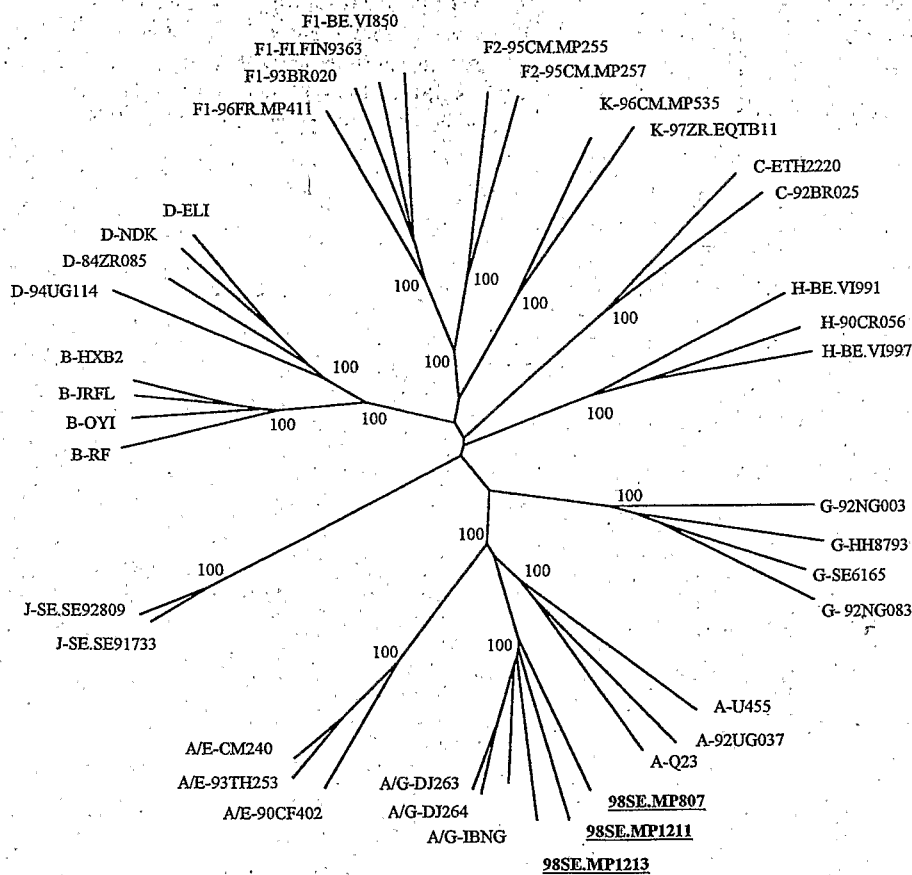 F1-BE.VI850
F1-FI.FIN9363
F1-93BR020
F1-96FR.MP411
F2-95CM.MP255
F2-95CM.MP257
K-96CM.MP535
K-97ZR.EQTB11
C-ETH2220
C-92BR025
D-ELI
D-NDK
D-84ZR085
D-94UG114
100
100
100
100
100
H-BE.VI991
H-90CR056
H-BE.VI997
B-HXB2
B-JRFL
B-OYI
B-RF
100
100
100
100
100
G-92NG003
G-HH8793
G-SE6165
G- 92NG083
100
100
100
J-SE.SE92809
J-SE.SE91733
100
100
A-U455
A-92UG037
A-Q23
A/E-CM240
A/E-93TH253
A/E-90CF402
A/G-DJ263
A/G-DJ264
A/G-IBNG
98SE.MP807
98SE.MP1211
98SE.MP1213